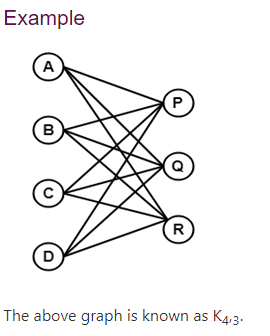 Example
A
P
B
Q
C
R
D
The above graph is known as K4,3.